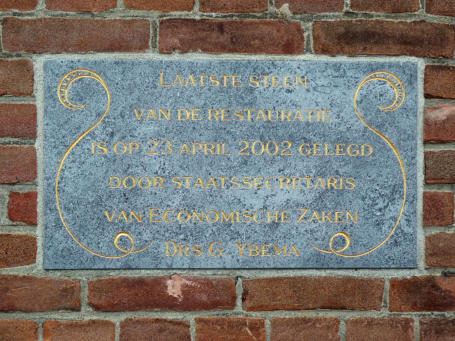 LAATSTE STEEN
VAN DE RESTAURATIE
IS OP 23 APRIL 2002 GELEGD
DOOR STAATSSECRETARIS
VAN ECONOMISCHE ZAKEN
DRS G. YBEMA